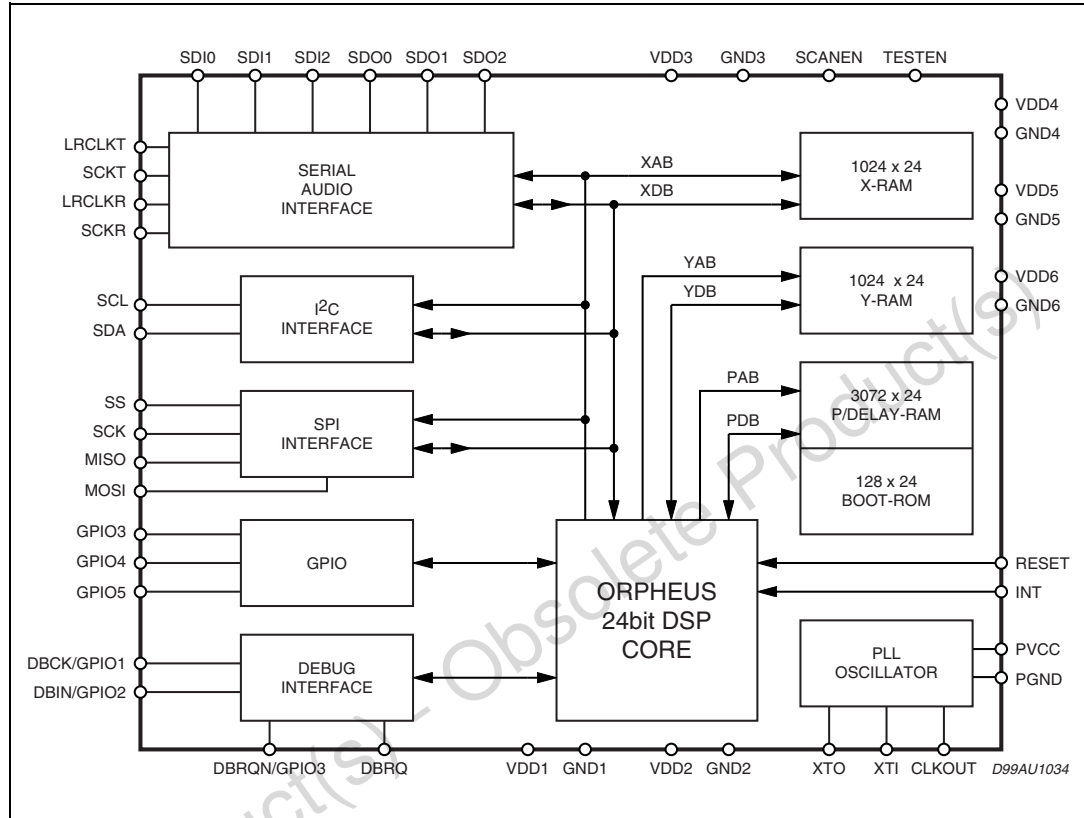 SDI0 SDI1 SDI2 SDO0 SDO1 SDO2 VDD3 GND3 SCANEN TESTEN
VDD4
GND4
VDD5
GND5
VDD6
GND6
LRCLKT
SCKT
LRCLKR
SCKR
SERIAL
AUDIO
INTERFACE
XAB
XDB
1024 x 24
X-RAM
SCL
SDA
I²C
INTERFACE
YAB
YDB
1024 x 24
Y-RAM
SS
SCK
MISO
MOSI
SPI
INTERFACE
PAB
PDB
3072 x 24
P/DELAY-RAM
128 x 24
BOOT-ROM
GPIO3
GPIO4
GPIO5
GPIO
ORPHEUS
24bit DSP
CORE
RESET
INT
DBCK/GPIO1
DBIN/GPIO2
DEBUG
INTERFACE
PLL
OSCILLATOR
PVCC
PGND
DBRQN/GPIO3 DBRQ VDD1 GND1 VDD2 GND2 XTO XTI CLKOUT D99AU1034
uct(s) - Obsolete Product(s)